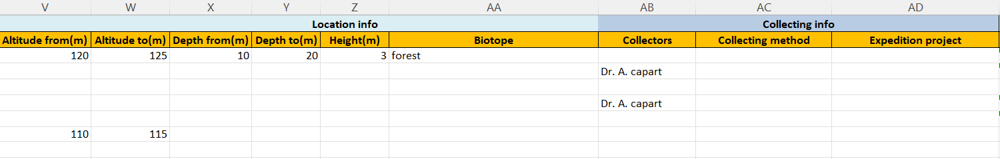 V W X Y Z AA AB AC AD
Location info Collecting info
Altitude from(m) Altitude to(m) Depth from(m) Depth to(m) Height(m) Biotope Collectors Collecting method Expedition project
120 125 10 20 3 forest
Dr. A. capart
Dr. A. capart
110 115